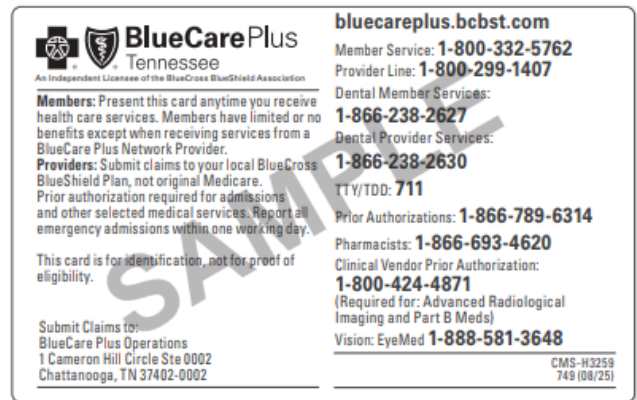 BlueCare Plus
Tennessee
An Independent Licensee of the BlueCross BlueShield Association
Members: Present this card anytime you receive
health care services. Members have limited or no
benefits except when receiving services from a
BlueCare Plus Network Provider.
Providers: Submit claims to your local BlueCross
BlueShield Plan, not original Medicare.
Prior authorization required for admissions
and other selected medical services. Report all
emergency admissions within one working day.
This card is for identification, not for proof of
eligibility.
Submit Claims to:
BlueCare Plus Operations
1 Cameron Hill Circle Ste 0002
Chattanooga, TN 37402-0002
bluecareplus.bcbst.com
Member Service: 1-800-332-5762
Provider Line: 1-800-299-1407
Dental Member Services:
1-866-238-2627
Dental Provider Services:
1-866-238-2630
TTY/TDD: 711
Prior Authorizations: 1-866-789-6314
Pharmacists: 1-866-693-4620
Clinical Vendor Prior Authorization:
1-800-424-4871
(Required for: Advanced Radiological
Imaging and Part B Meds)
Vision: EyeMed 1-888-581-3648
CMS-H3259
749 (08/25)
SAMPLE